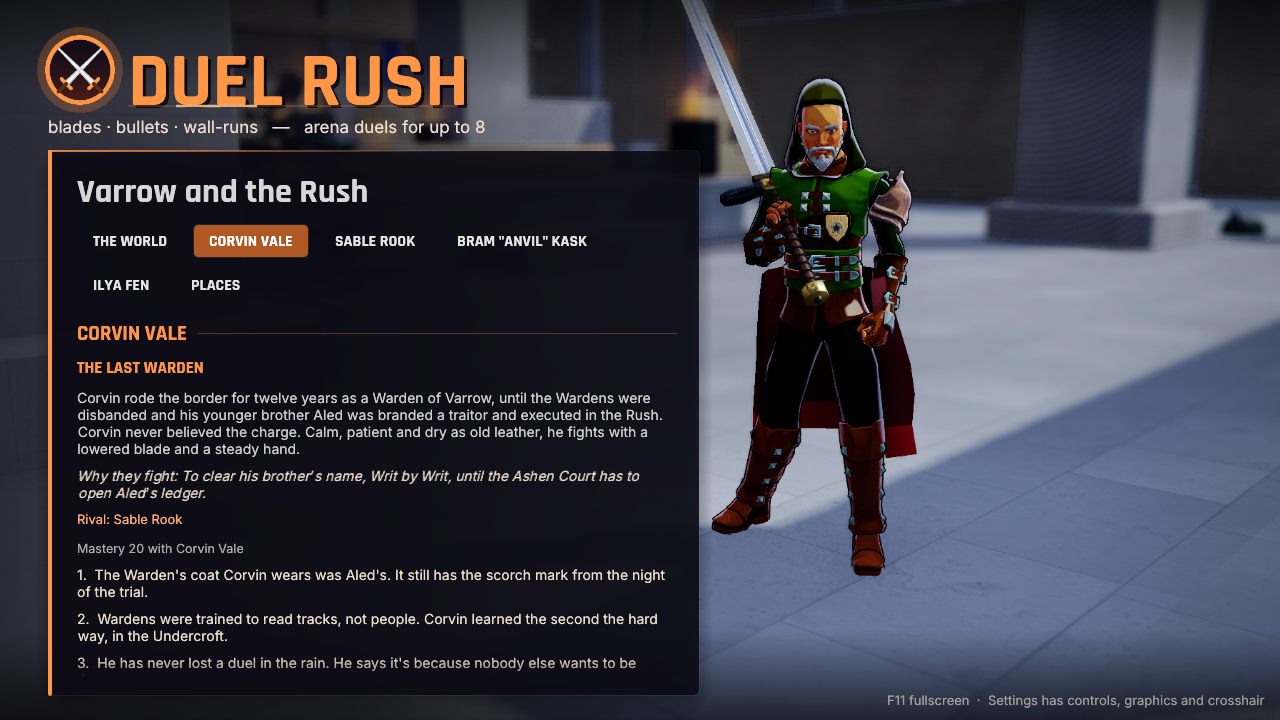 DUEL RUSH
blades · bullets · wall-runs — arena duels for up to 8
Varrow and the Rush
THE WORLD CORVIN VALE SABLE ROOK BRAM "ANVIL" KASK
ILYA FEN PLACES
CORVIN VALE
THE LAST WARDEN
Corvin rode the border for twelve years as a Warden of Varrow, until the Wardens were
disbanded and his younger brother Aled was branded a traitor and executed in the Rush.
Corvin never believed the charge. Calm, patient and dry as old leather, he fights with a
lowered blade and a steady hand.
Why they fight: To clear his brother's name, Writ by Writ, until the Ashen Court has to
open Aled's ledger.
Rival: Sable Rook
Mastery 20 with Corvin Vale
1. The Warden's coat Corvin wears was Aled's. It still has the scorch mark from the night
of the trial.
2. Wardens were trained to read tracks, not people. Corvin learned the second the hard
way, in the Undercroft.
3. He has never lost a duel in the rain. He says it's because nobody else wants to be
F11 fullscreen · Settings has controls, graphics and crosshair